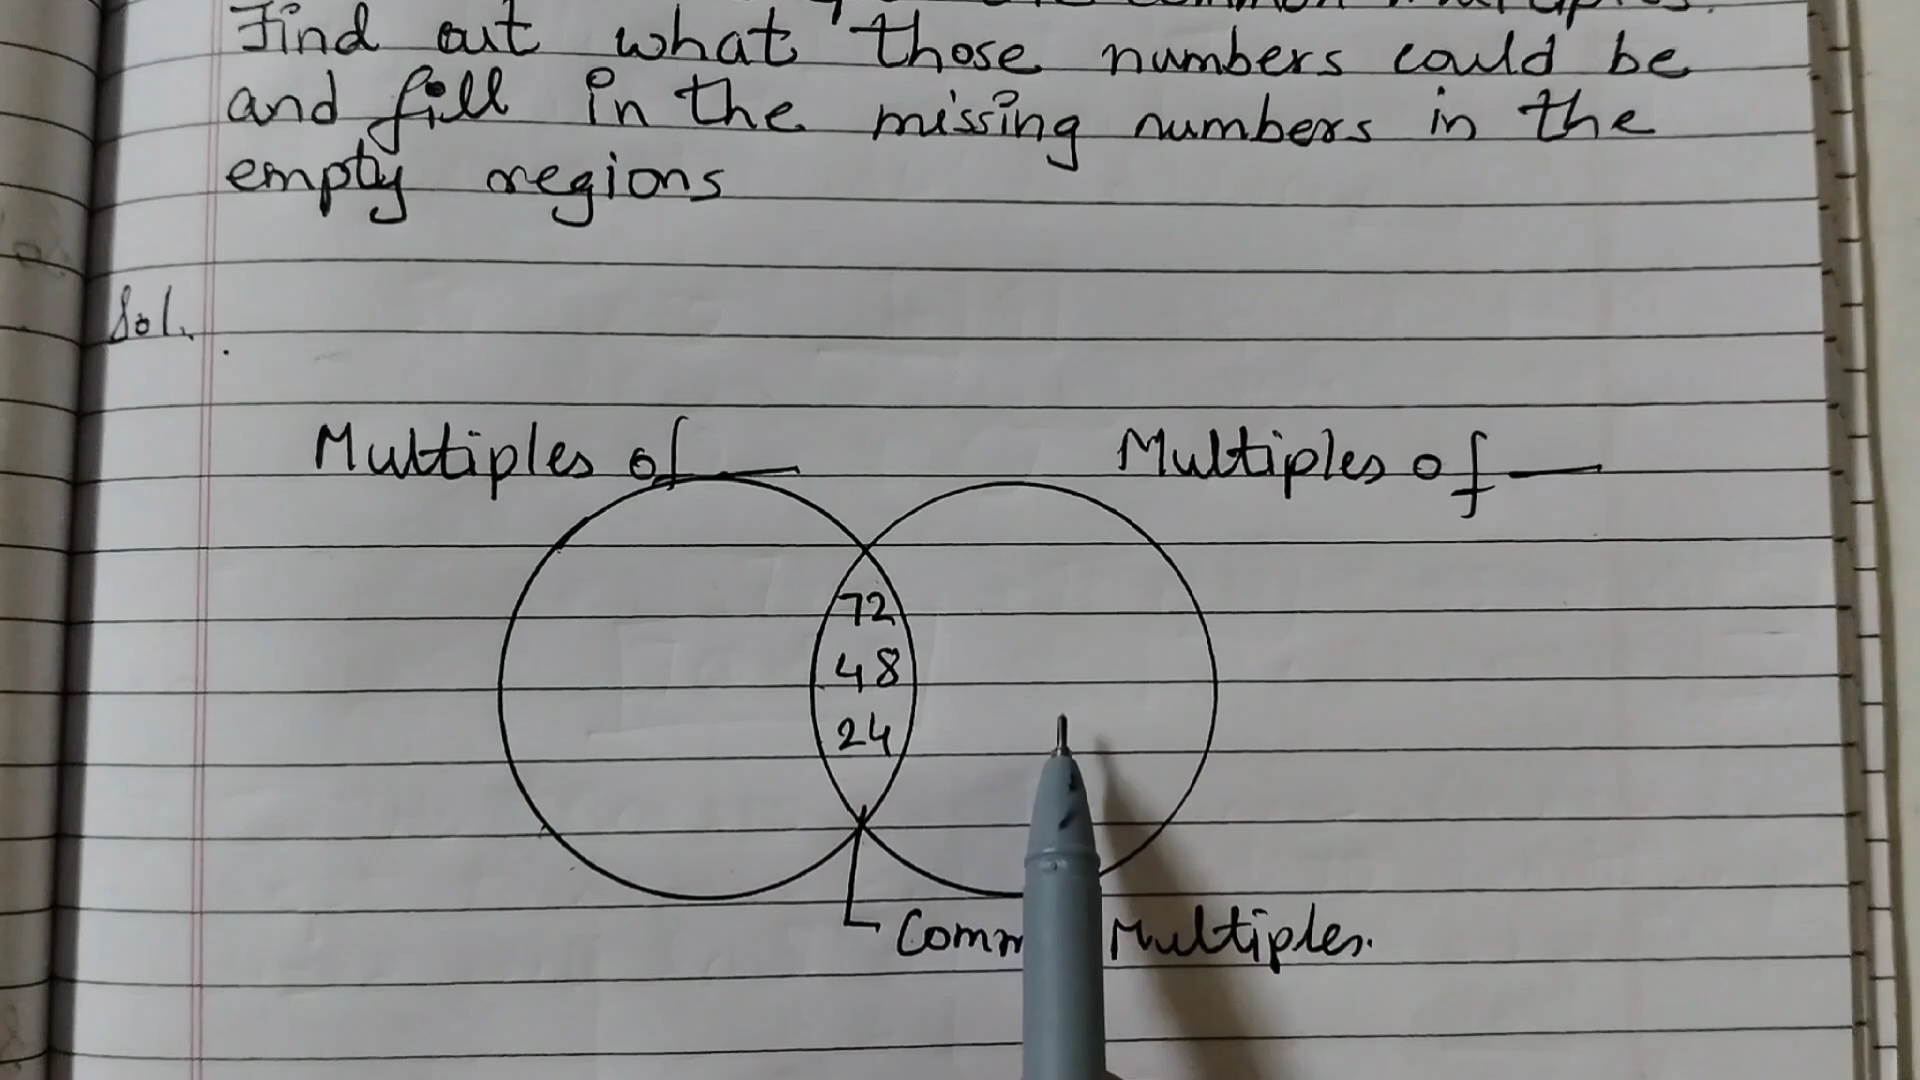 Find out what those numbers could be
and fill in the missing numbers in the
empty regions
Sol.
Multiples of —
Multiples of —
72
48
24
Multiples.